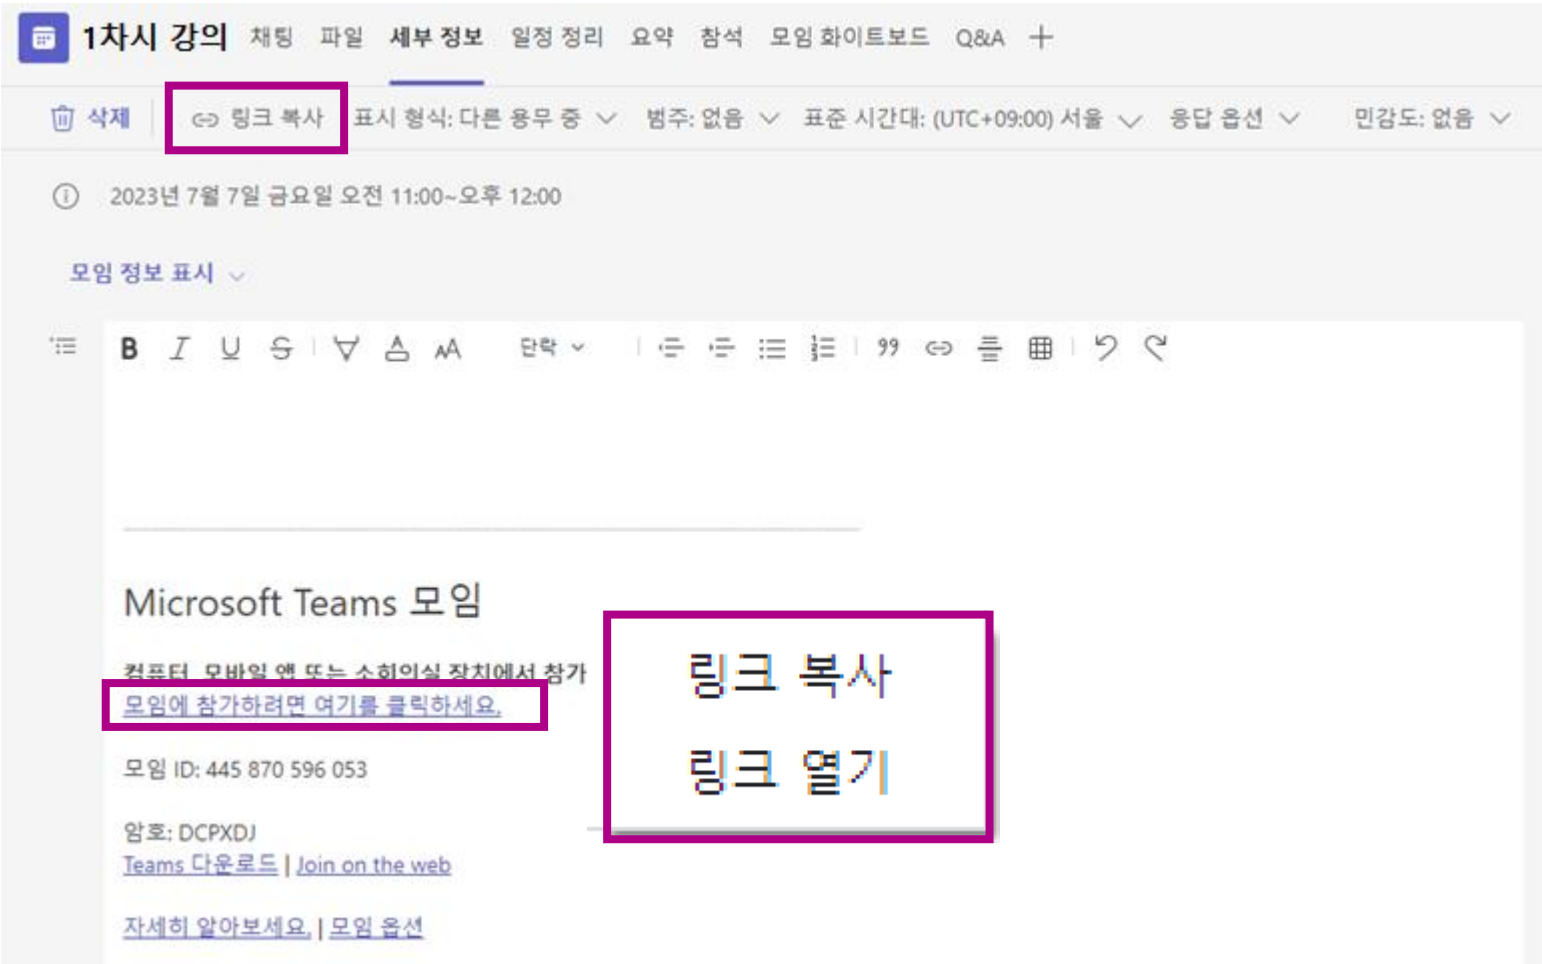 1차시 강의 채팅 파일 세부 정보 일정 정리 요약 참석 모임 화이트보드 Q&A
삭제 링크 복사 표시 형식: 다른 용무 중 범주: 없음 표준 시간대: (UTC+09:00) 서울 응답 옵션 민감도: 없음
2023년 7월 7일 금요일 오전 11:00~오후 12:00
모임 정보 표시
B I U S A AA 단락 99
Microsoft Teams 모임
컴퓨터, 모바일 앱 또는 소회의실 장치에서 참가
모임에 참가하려면 여기를 클릭하세요.
모임 ID: 445 870 596 053
암호: DCPXDJ
Teams 다운로드 | Join on the web
자세히 알아보세요. | 모임 옵션
링크 복사
링크 열기